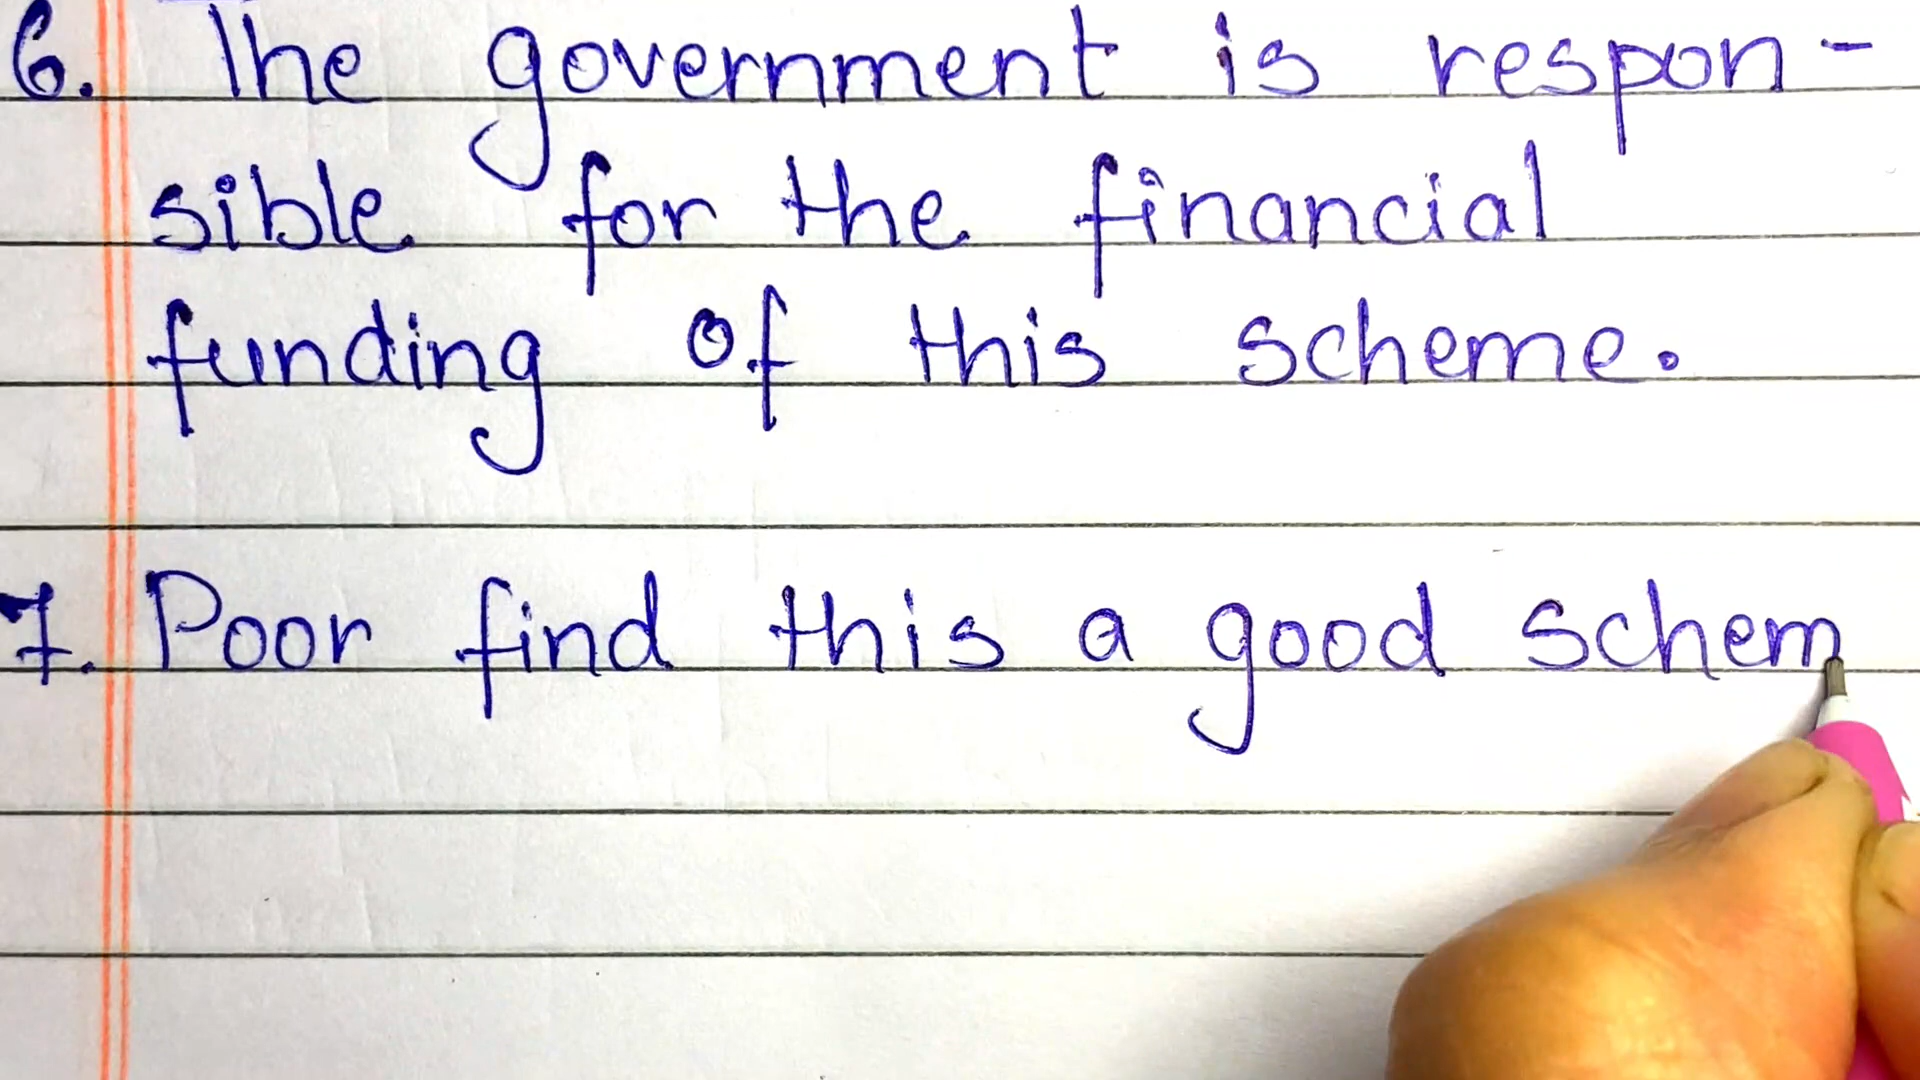 6. The government is respon-
sible for the financial
funding of this scheme.
7. Poor find this a good schem